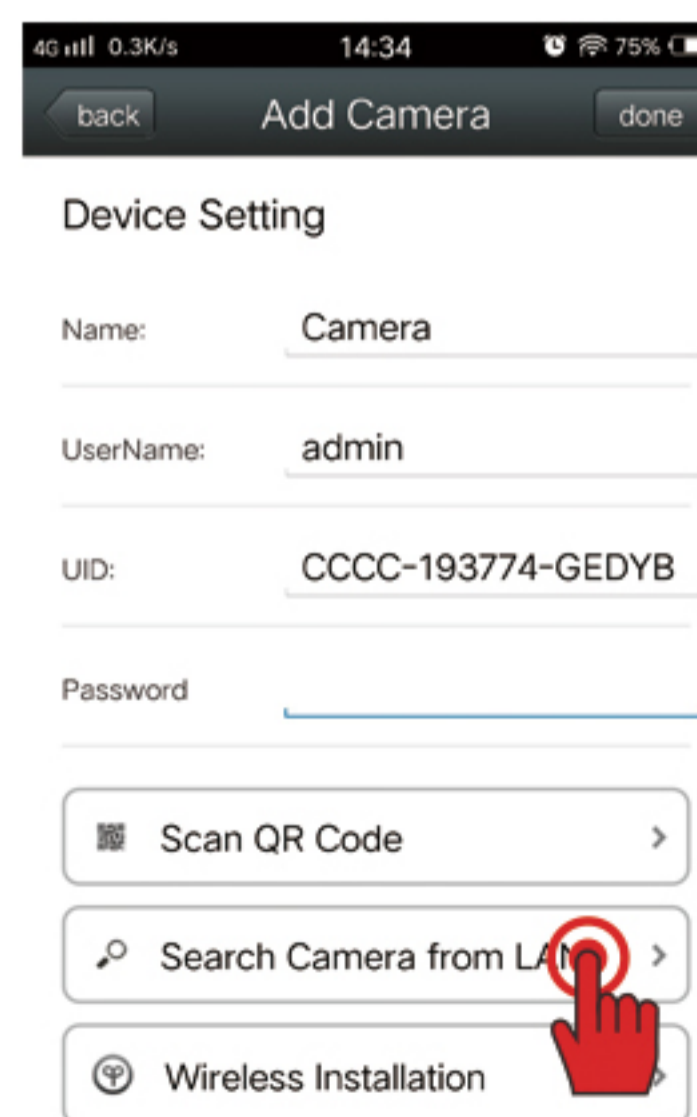 4G 0.3K/s 14:34 75%
back Add Camera done
Device Setting
Name: Camera
UserName: admin
UID: CCCC-193774-GEDYB
Password
Scan QR Code
Search Camera from LAN
Wireless Installation